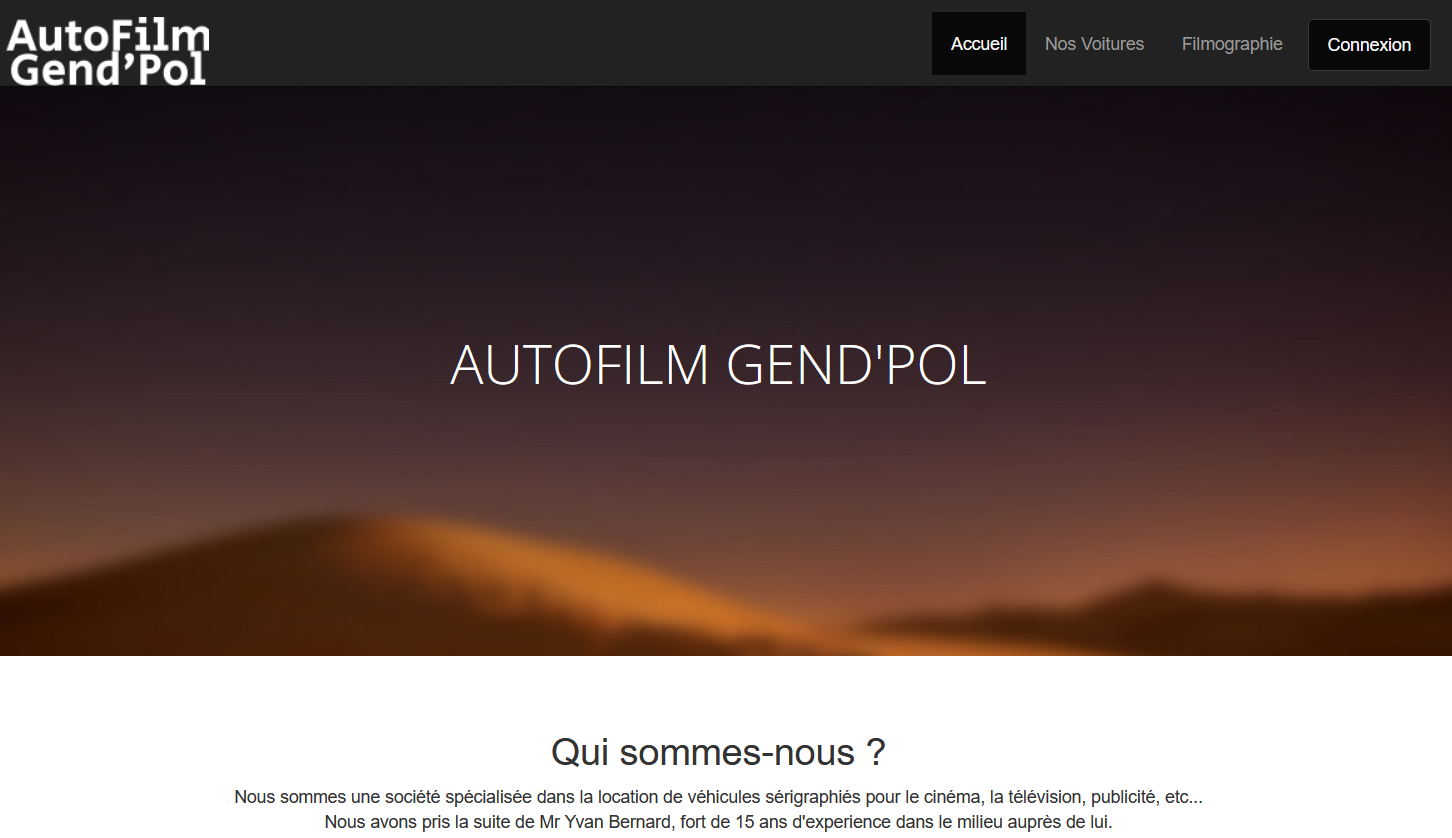 AutoFilm
Gend’Pol
Accueil
Nos Voitures
Filmographie
Connexion
AUTOFILM GEND'POL
Qui sommes-nous ?
Nous sommes une société spécialisée dans la location de véhicules sérigraphiés pour le cinéma, la télévision, publicité, etc...
Nous avons pris la suite de Mr Yvan Bernard, fort de 15 ans d'experience dans le milieu auprès de lui.